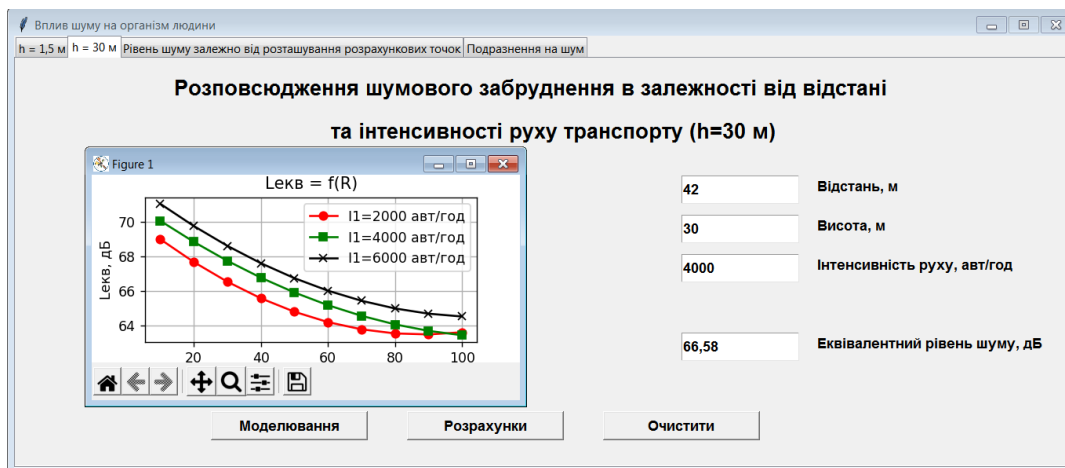 Вплив шуму на організм людини
h = 1,5 м h = 30 м Рівень шуму залежно від розташування розрахункових точок Подразнення на шум
Розповсюдження шумового забруднення в залежності від відстані
та інтенсивності руху транспорту (h=30 м)
Figure 1
Lекв = f(R)
Lекв, дБ
70
68
66
64
20 40 60 80 100
I1=2000 авт/год
I1=4000 авт/год
I1=6000 авт/год
42 Відстань, м
30 Висота, м
4000 Інтенсивність руху, авт/год
66,58 Еквівалентний рівень шуму, дБ
Моделювання Розрахунки Очистити